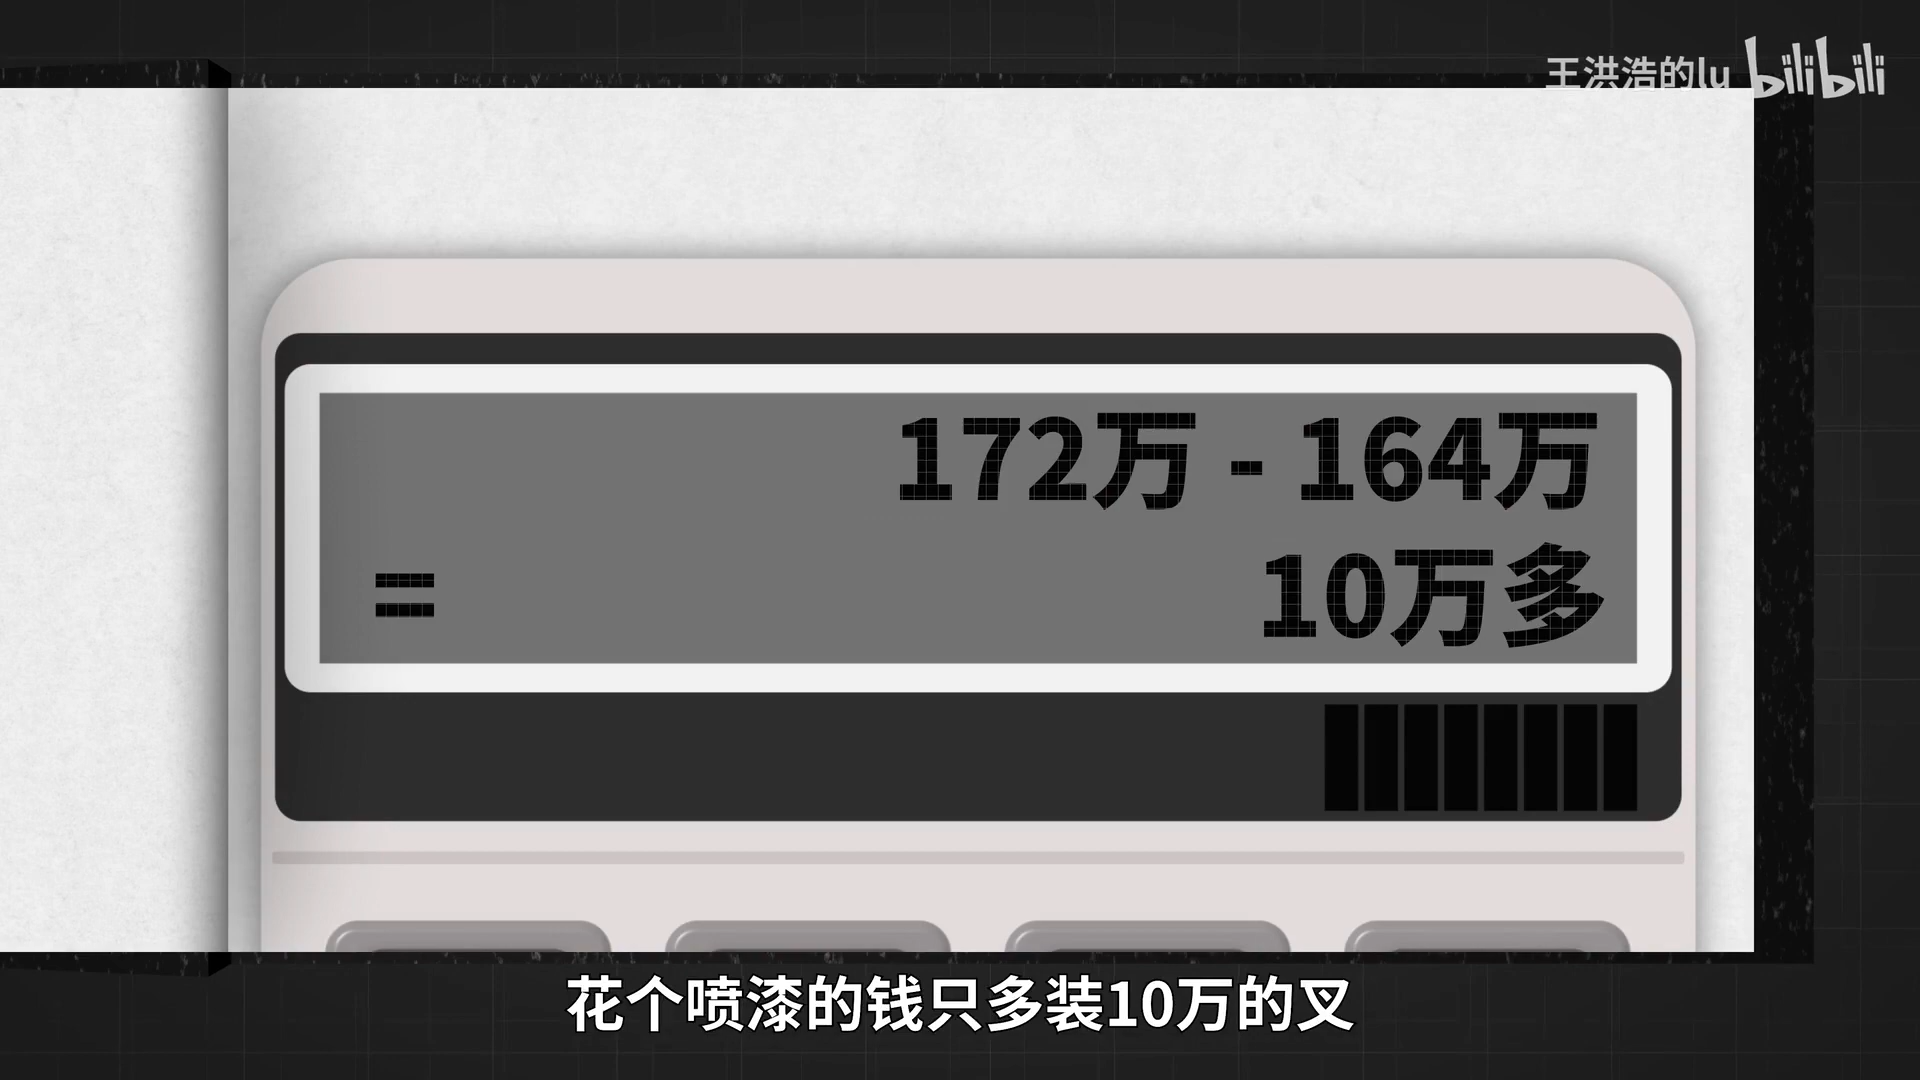 王洪浩的lu bilibili
172万 - 164万
= 10万多
花个喷漆的钱只多装10万的叉